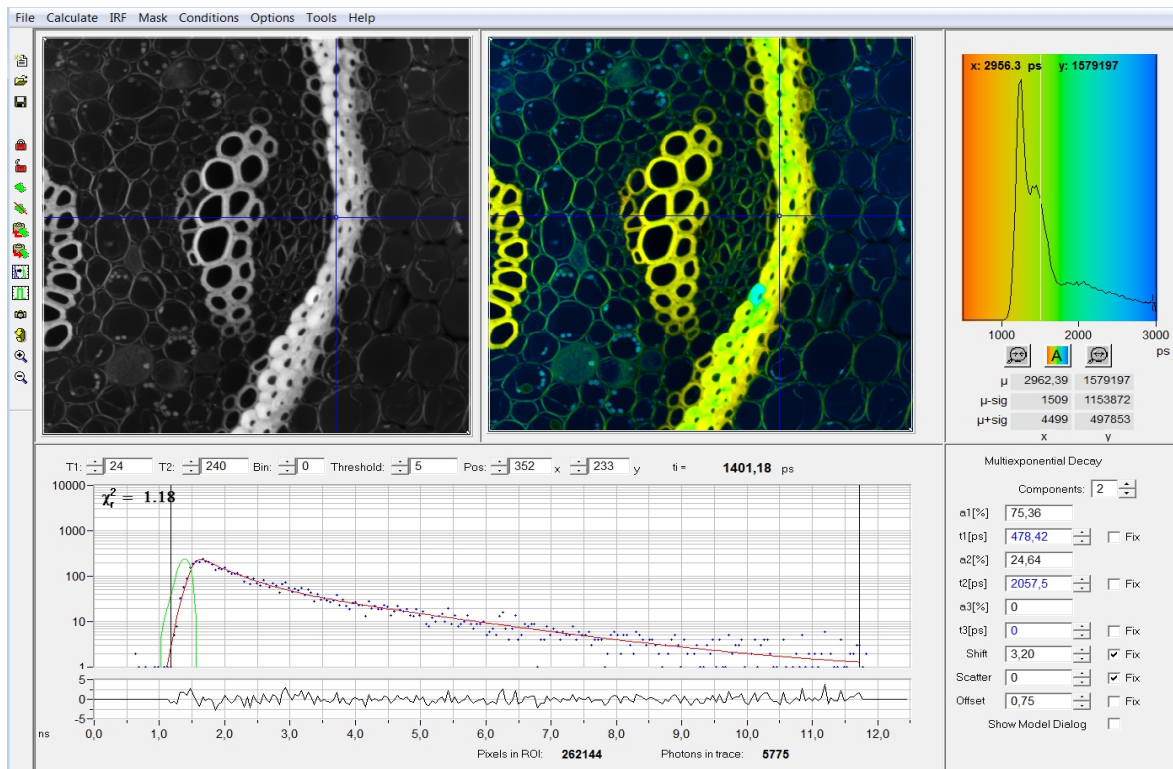 File Calculate IRF Mask Conditions Options Tools Help
x: 2956.3 ps y: 1579197
1000 2000 3000
ps
A
μ 2962,39 1579197
μ-sig 1509 1153872
μ+sig 4499 497853
x y
T1: 24 T2: 240 Bin: 0 Threshold: 5 Pos: 352 x 233 y ti = 1401,18 ps
χr² = 1.18
10000
1000
100
10
1
5
0
-5
ns 0,0 1,0 2,0 3,0 4,0 5,0 6,0 7,0 8,0 9,0 10,0 11,0 12,0
Pixels in ROI: 262144 Photons in trace: 5775
Multiexponential Decay
Components: 2
a1[%] 75,36
t1[ps] 478,42 Fix
a2[%] 24,64
t2[ps] 2057,5 Fix
a3[%] 0
t3[ps] 0 Fix
Shift 3,20 Fix
Scatter 0 Fix
Offset 0,75 Fix
Show Model Dialog